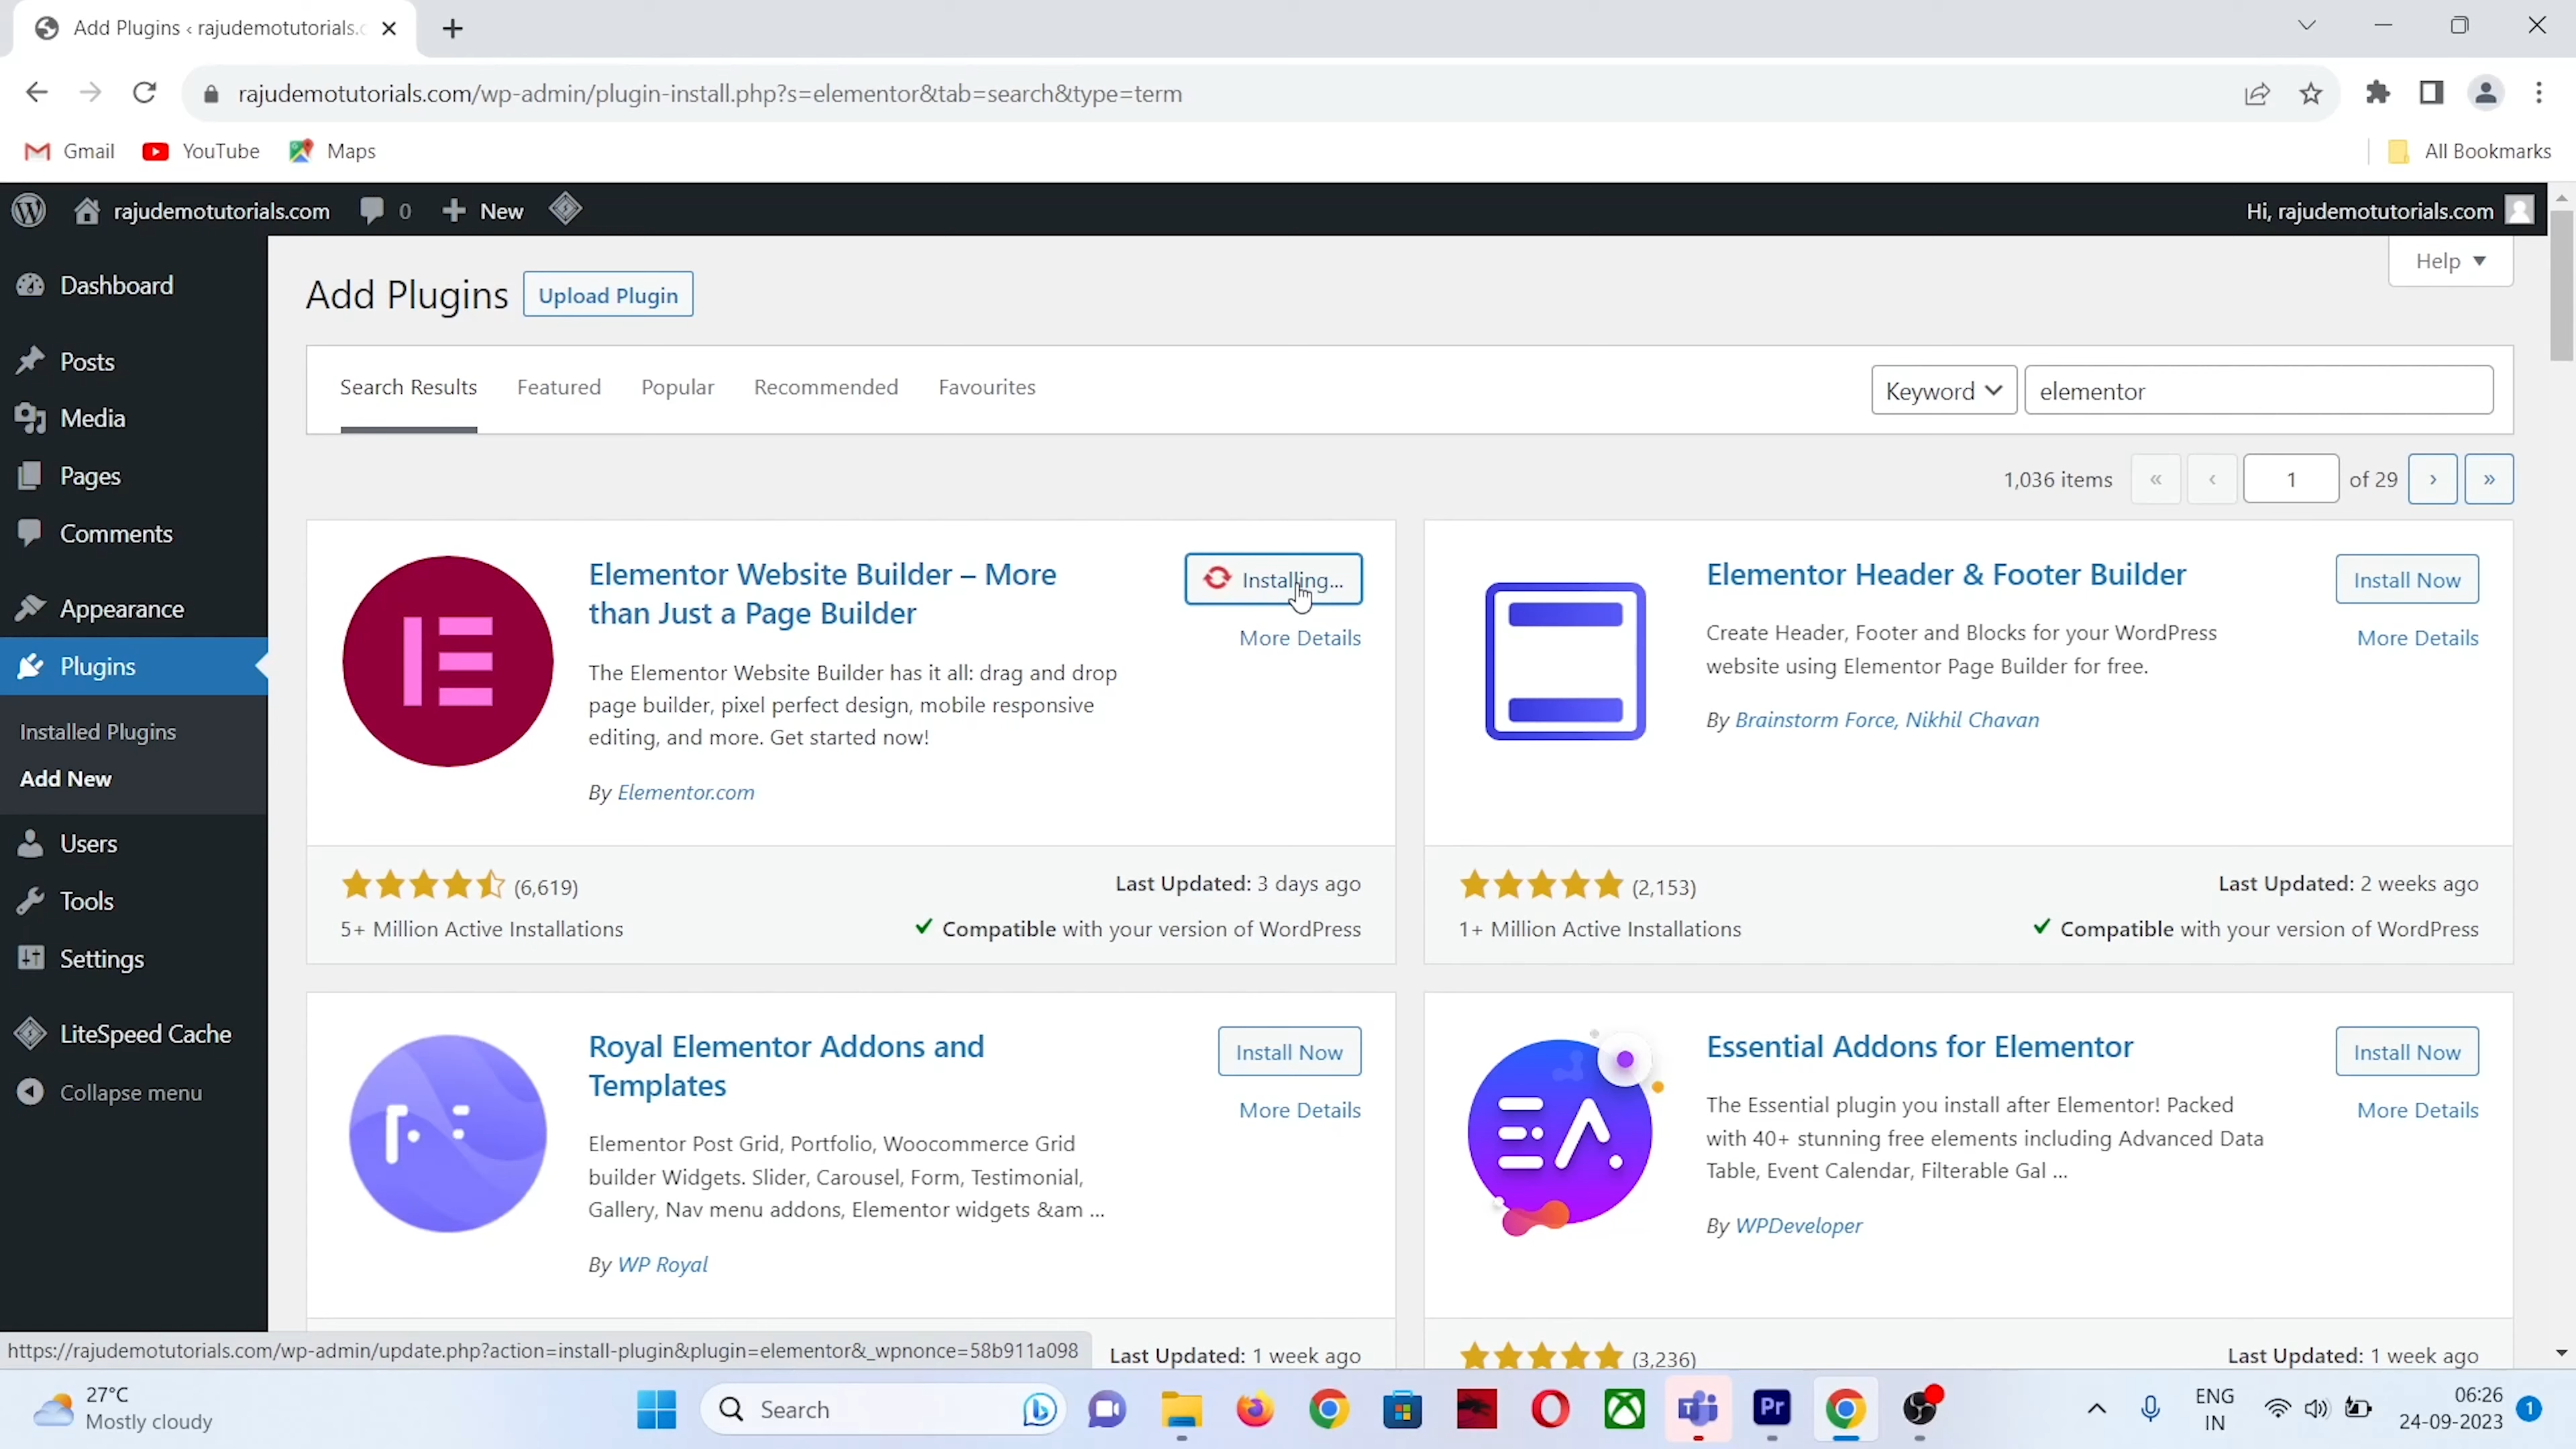 Add Plugins ‹ rajudemotutorials.c
rajudemotutorials.com/wp-admin/plugin-install.php?s=elementor&tab=search&type=term
Gmail
YouTube
Maps
All Bookmarks
rajudemotutorials.com
0
New
Hi, rajudemotutorials.com
Help
Dashboard
Posts
Media
Pages
Comments
Appearance
Plugins
Installed Plugins
Add New
Users
Tools
Settings
LiteSpeed Cache
Collapse menu
Add Plugins
Upload Plugin
Search Results
Featured
Popular
Recommended
Favourites
Keyword
elementor
1,036 items
«
‹
1
of 29
›
»
Elementor Website Builder – More
than Just a Page Builder
Installing...
More Details
The Elementor Website Builder has it all: drag and drop
page builder, pixel perfect design, mobile responsive
editing, and more. Get started now!
By Elementor.com
(6,619)
Last Updated: 3 days ago
5+ Million Active Installations
Compatible with your version of WordPress
Elementor Header & Footer Builder
Install Now
More Details
Create Header, Footer and Blocks for your WordPress
website using Elementor Page Builder for free.
By Brainstorm Force, Nikhil Chavan
(2,153)
Last Updated: 2 weeks ago
1+ Million Active Installations
Compatible with your version of WordPress
Royal Elementor Addons and
Templates
Install Now
More Details
Elementor Post Grid, Portfolio, Woocommerce Grid
builder Widgets. Slider, Carousel, Form, Testimonial,
Gallery, Nav menu addons, Elementor widgets &am ...
By WP Royal
Last Updated: 1 week ago
Essential Addons for Elementor
Install Now
More Details
The Essential plugin you install after Elementor! Packed
with 40+ stunning free elements including Advanced Data
Table, Event Calendar, Filterable Gal ...
By WPDeveloper
(3,236)
Last Updated: 1 week ago
https://rajudemotutorials.com/wp-admin/update.php?action=install-plugin&plugin=elementor&_wpnonce=58b911a098
27°C
Mostly cloudy
Search
Pr
ENG
IN
06:26
24-09-2023
1